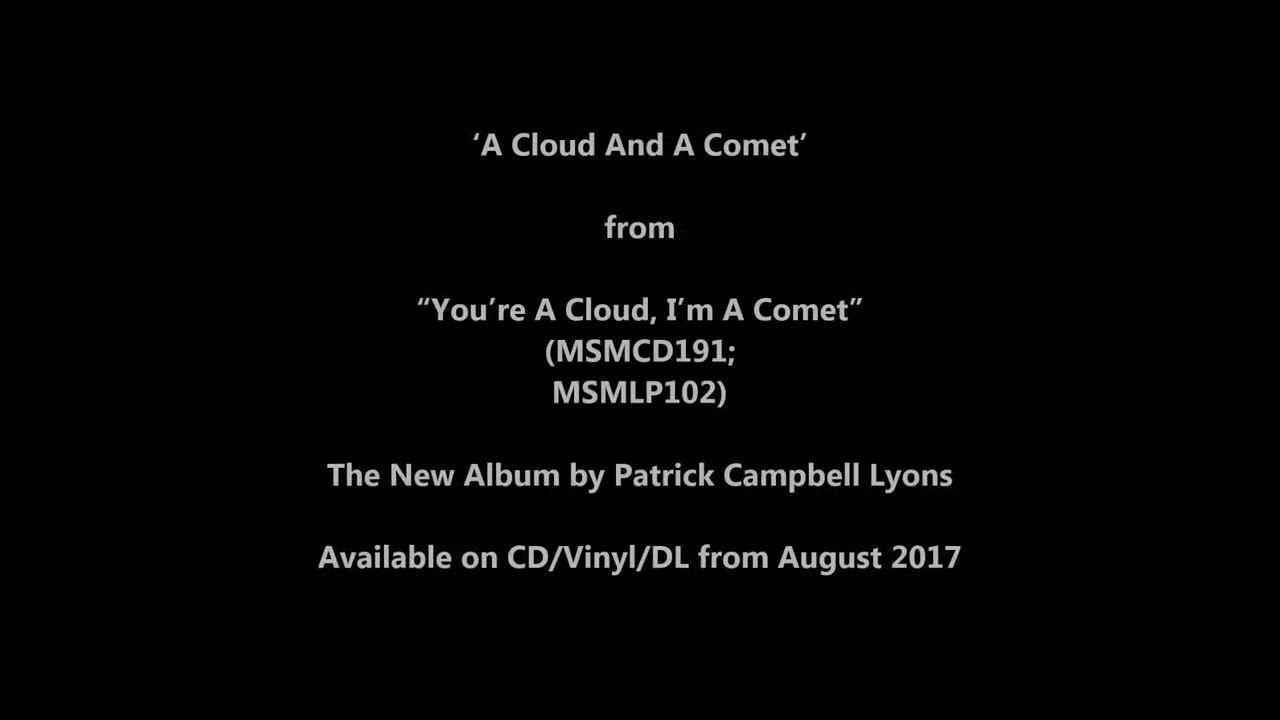 ‘A Cloud And A Comet’
from
“You’re A Cloud, I’m A Comet”
(MSMCD191;
MSMLP102)
The New Album by Patrick Campbell Lyons
Available on CD/Vinyl/DL from August 2017